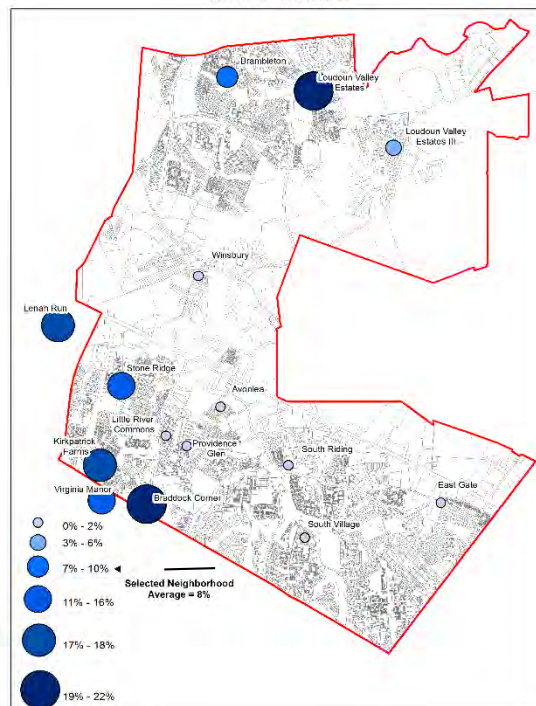 Brambleton
Loudoun Valley
Estates
Loudoun Valley
Estates III
Winsbury
Lenah Run
Stone Ridge
Avonlea
Little River
Commons
Providence
Glen
Kirkpatrick
Farms
South Riding
Virginia Manor
Braddock Corner
East Gate
South Village
0% - 2%
3% - 6%
7% - 10%
Selected Neighborhood
Average = 8%
11% - 16%
17% - 18%
19% - 22%